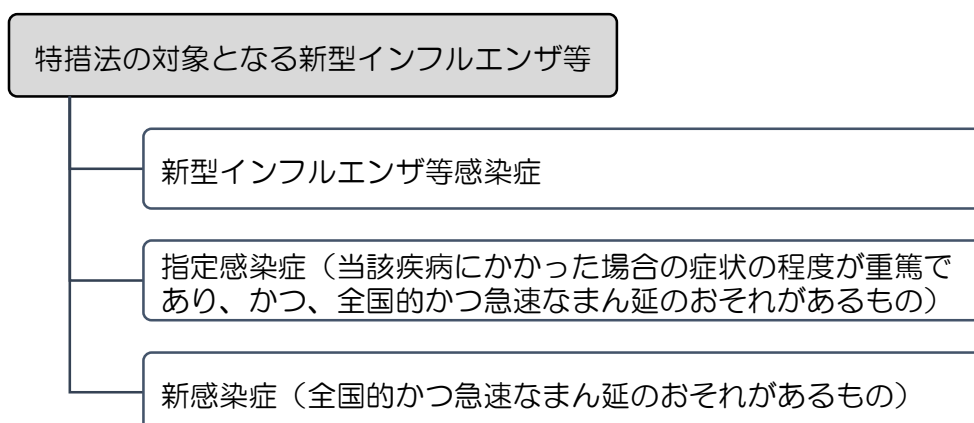 特措法の対象となる新型インフルエンザ等
新型インフルエンザ等感染症
指定感染症（当該疾病にかかった場合の症状の程度が重篤で
あり、かつ、全国的かつ急速なまん延のおそれがあるもの）
新感染症（全国的かつ急速なまん延のおそれがあるもの）